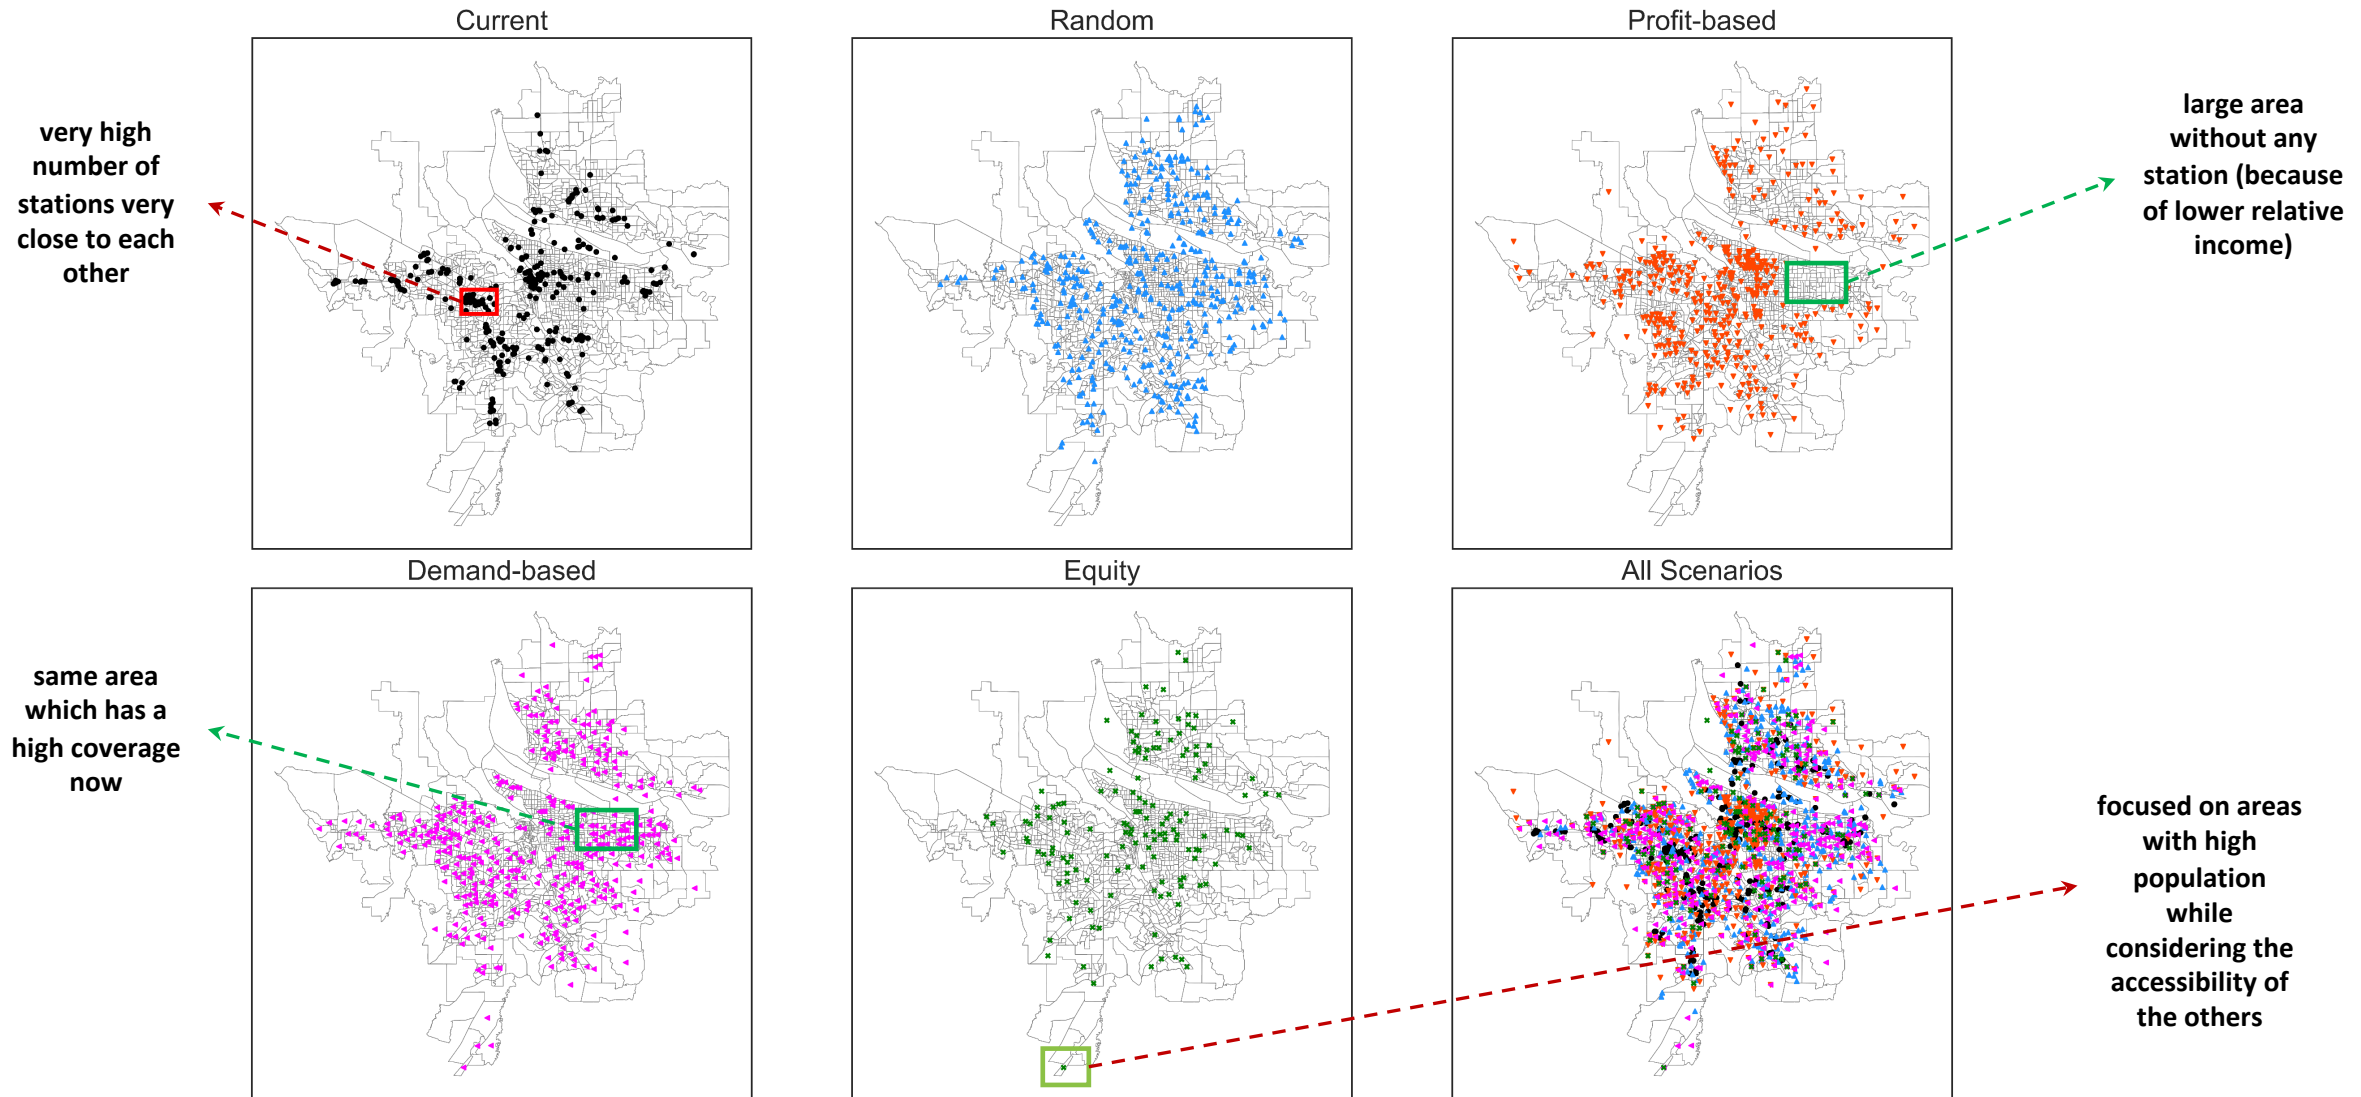 Current
Random
Profit-based
very high
number of
stations very
close to each
other
large area
without any
station (because
of lower relative
income)
Demand-based
Equity
All Scenarios
same area
which has a
high coverage
now
focused on areas
with high
population
while
considering the
accessibility of
the others